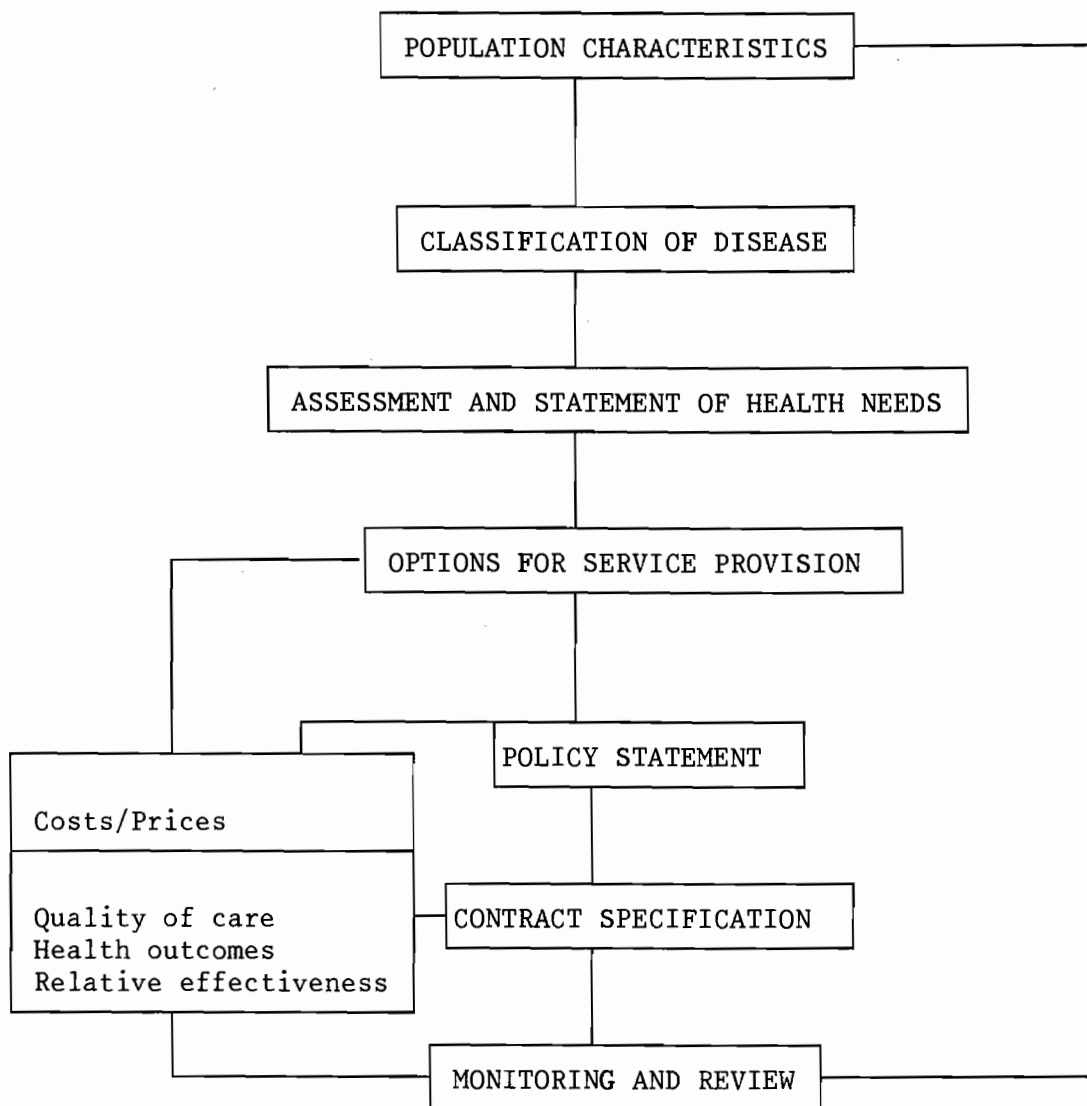 POPULATION CHARACTERISTICS
CLASSIFICATION OF DISEASE
ASSESSMENT AND STATEMENT OF HEALTH NEEDS
OPTIONS FOR SERVICE PROVISION
POLICY STATEMENT
Costs/Prices
Quality of care
Health outcomes
Relative effectiveness
CONTRACT SPECIFICATION
MONITORING AND REVIEW